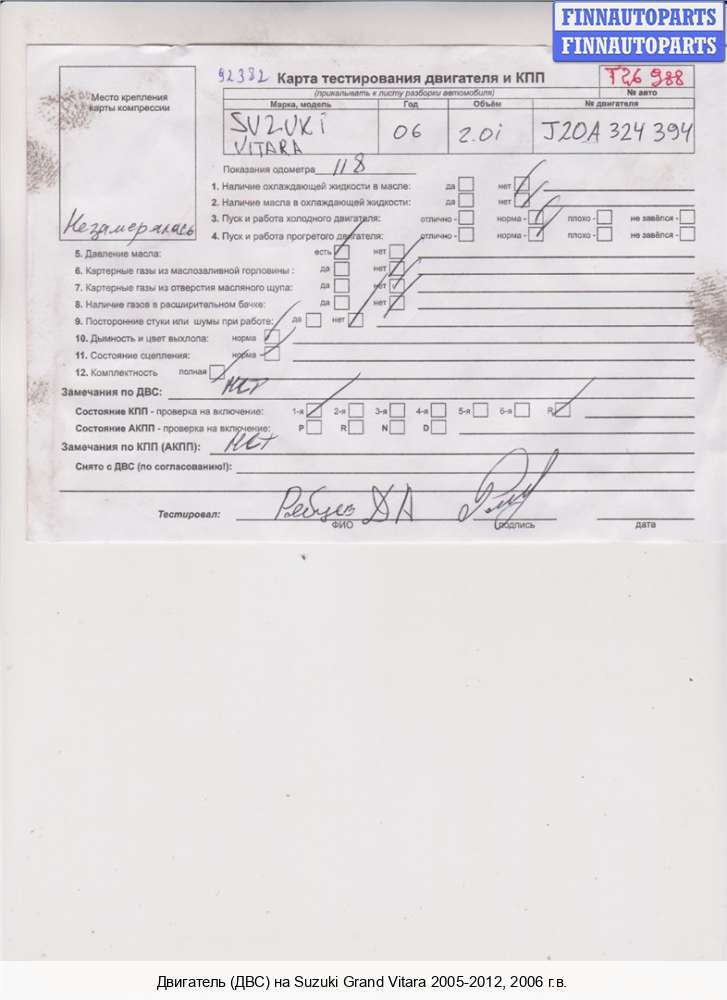 FINNAUTOPARTS
FINNAUTOPARTS
92382 Карта тестирования двигателя и КПП T26 988
(прикалывать к листу разборки автомобиля) № авто
Место крепления
карты компрессии
Незамерялась
Марка, модель Год Объём № двигателя
SUZUKI
VITARA 06 2.0i J20A 324 394
Показания одометра 118
1. Наличие охлаждающей жидкости в масле: да нет
2. Наличие масла в охлаждающей жидкости: да нет
3. Пуск и работа холодного двигателя: отлично - норма - плохо - не завёлся -
4. Пуск и работа прогретого двигателя: отлично - норма - плохо - не завёлся -
5. Давление масла: есть нет
6. Картерные газы из маслозаливной горловины : да нет
7. Картерные газы из отверстия масляного щупа: да нет
8. Наличие газов в расширительном бачке: да нет
9. Посторонние стуки или шумы при работе: да нет
10. Дымность и цвет выхлопа: норма
11. Состояние сцепления: норма
12. Комплектность полная
Замечания по ДВС: нет
Состояние КПП - проверка на включение: 1-я 2-я 3-я 4-я 5-я 6-я R
Состояние АКПП - проверка на включение: P R N D
Замечания по КПП (АКПП): нет
Снято с ДВС (по согласованию!):
Тестировал: Рябцев Д А
ФИО подпись дата
Двигатель (ДВС) на Suzuki Grand Vitara 2005-2012, 2006 г.в.